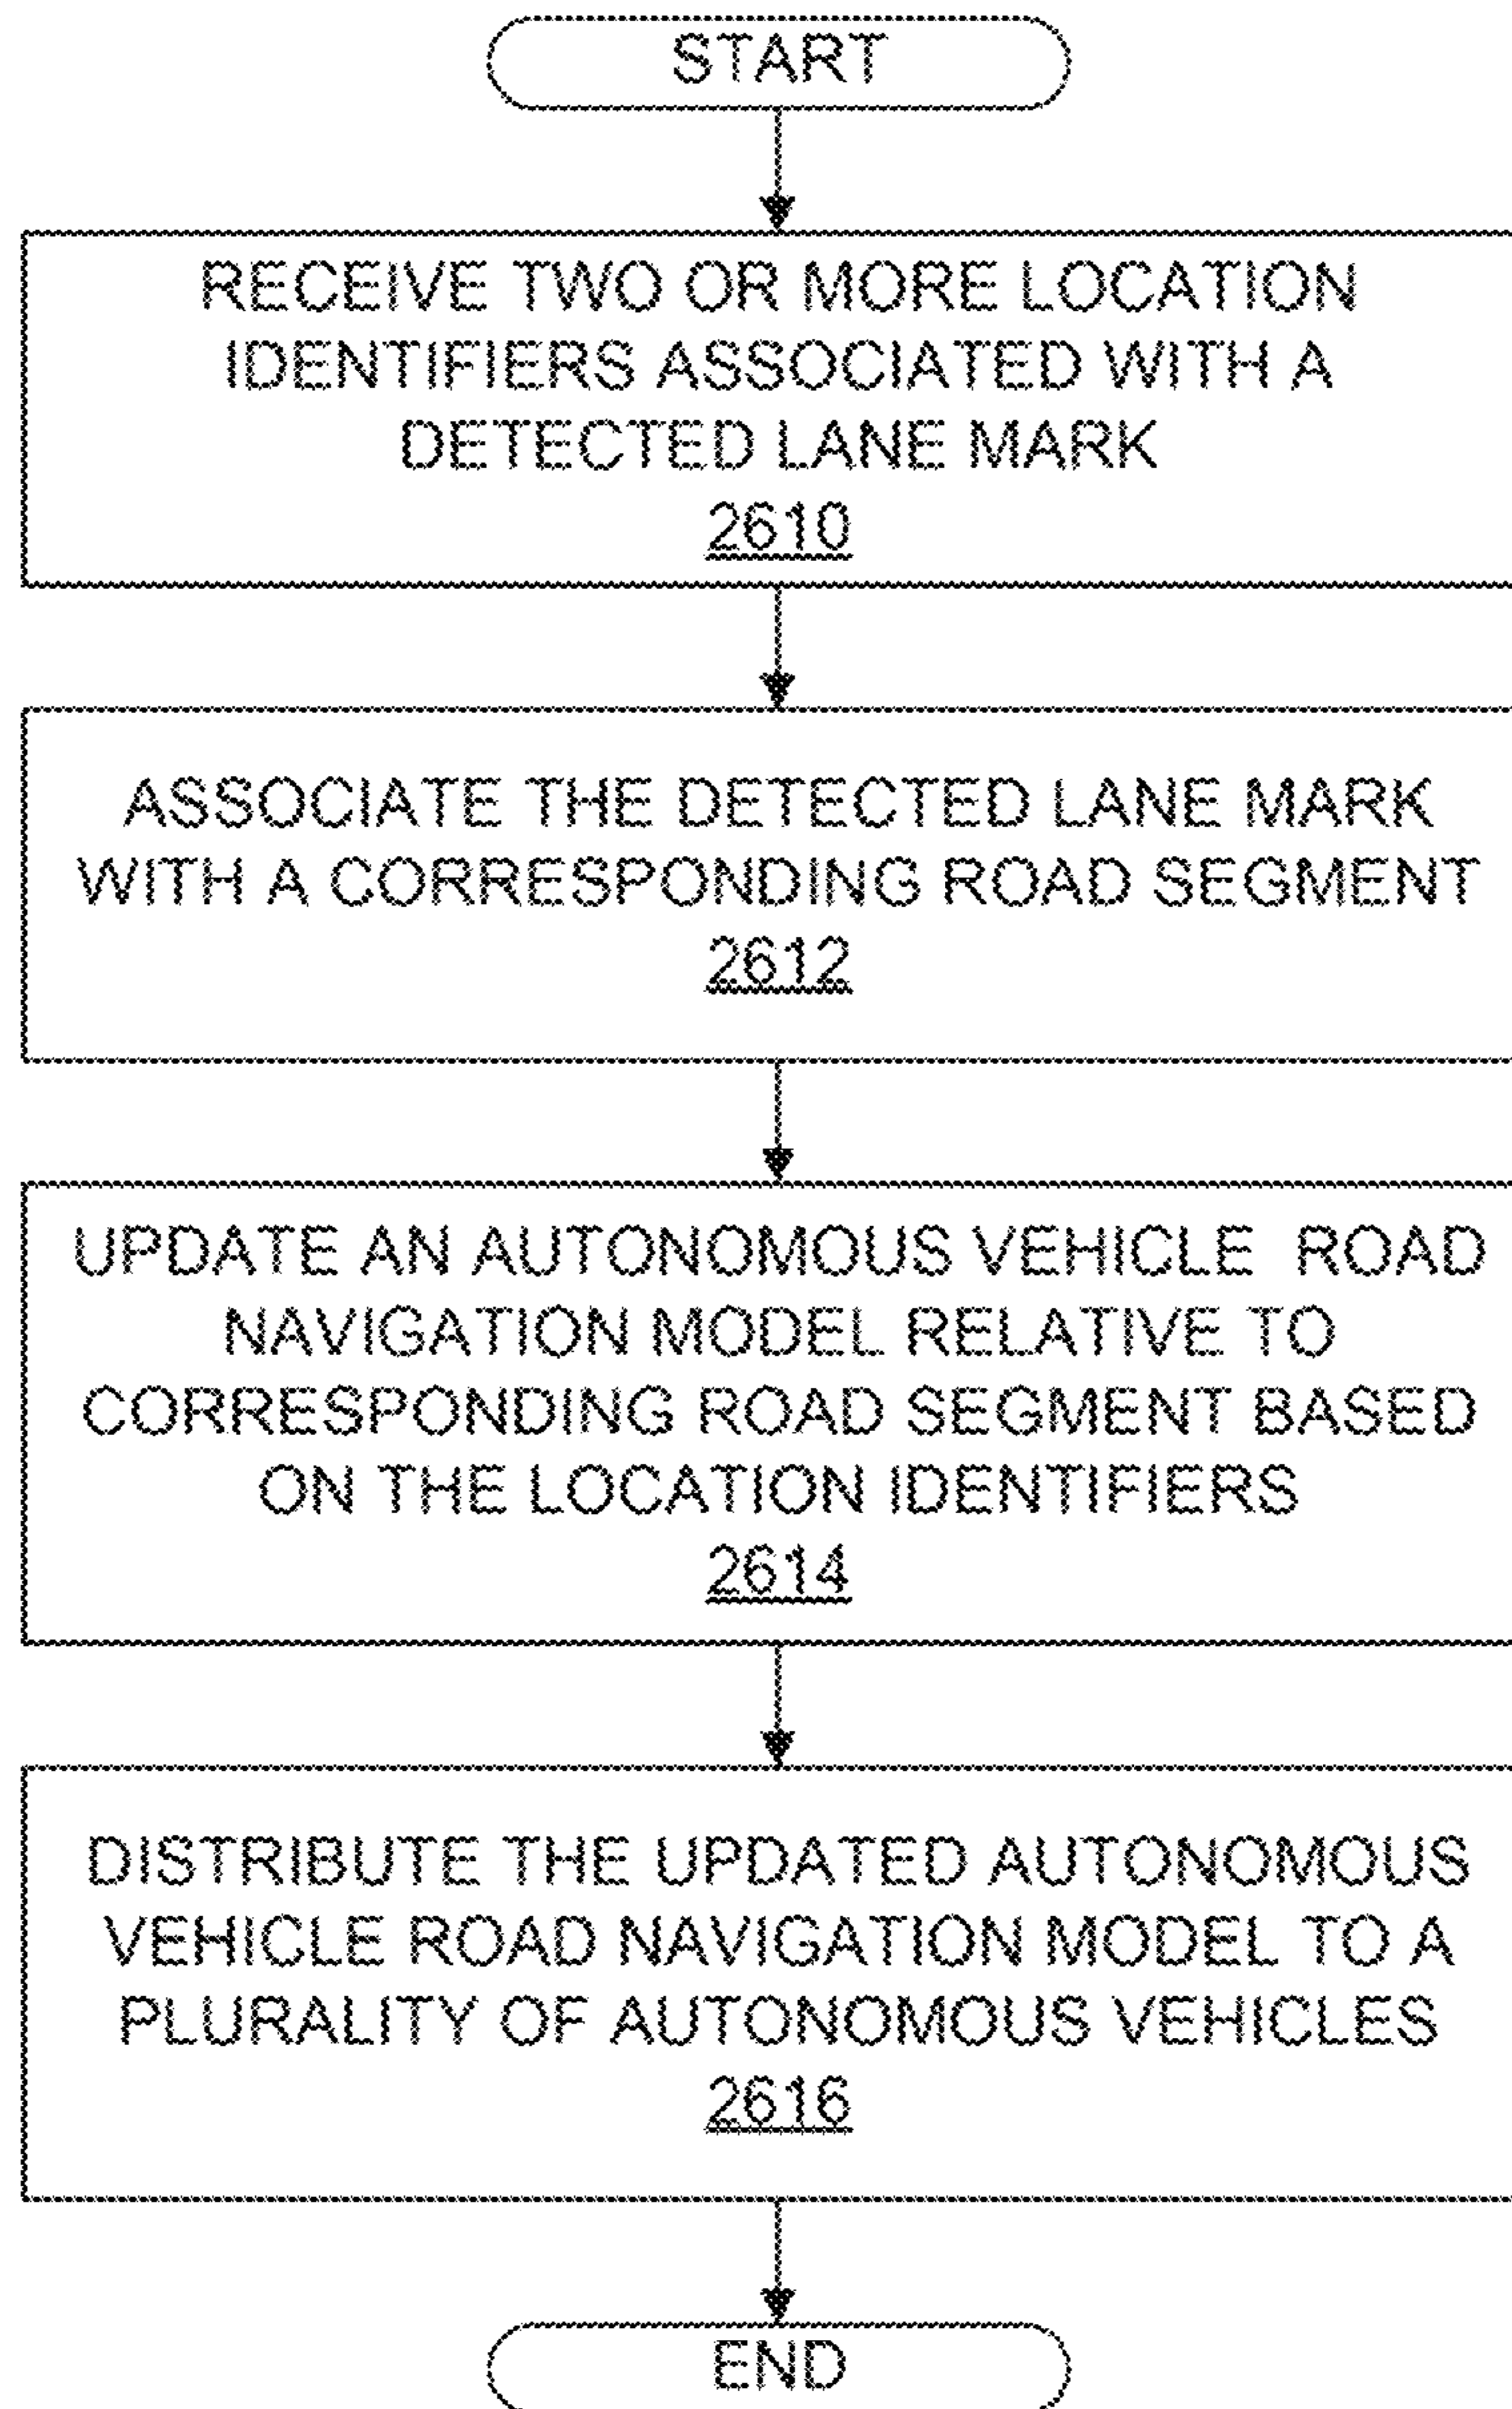 START
RECEIVE TWO OR MORE LOCATION
IDENTIFIERS ASSOCIATED WITH A
DETECTED LANE MARK
2610
ASSOCIATE THE DETECTED LANE MARK
WITH A CORRESPONDING ROAD SEGMENT
2612
UPDATE AN AUTONOMOUS VEHICLE ROAD
NAVIGATION MODEL RELATIVE TO
CORRESPONDING ROAD SEGMENT BASED
ON THE LOCATION IDENTIFIERS
2614
DISTRIBUTE THE UPDATED AUTONOMOUS
VEHICLE ROAD NAVIGATION MODEL TO A
PLURALITY OF AUTONOMOUS VEHICLES
2616
END